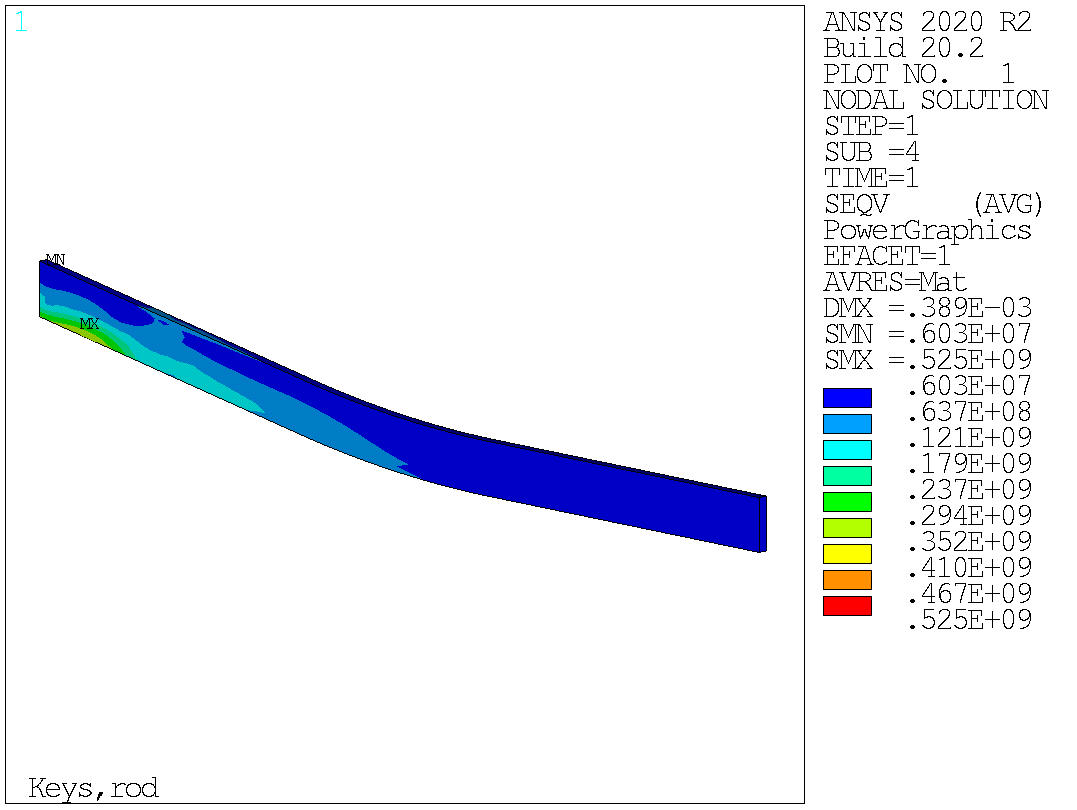 1
ANSYS 2020 R2
Build 20.2
PLOT NO. 1
NODAL SOLUTION
STEP=1
SUB =4
TIME=1
SEQV (AVG)
PowerGraphics
EFACET=1
AVRES=Mat
DMX =.389E-03
SMN =.603E+07
SMX =.525E+09
.603E+07
.637E+08
.121E+09
.179E+09
.237E+09
.294E+09
.352E+09
.410E+09
.467E+09
.525E+09
MN
MX
Keys,rod